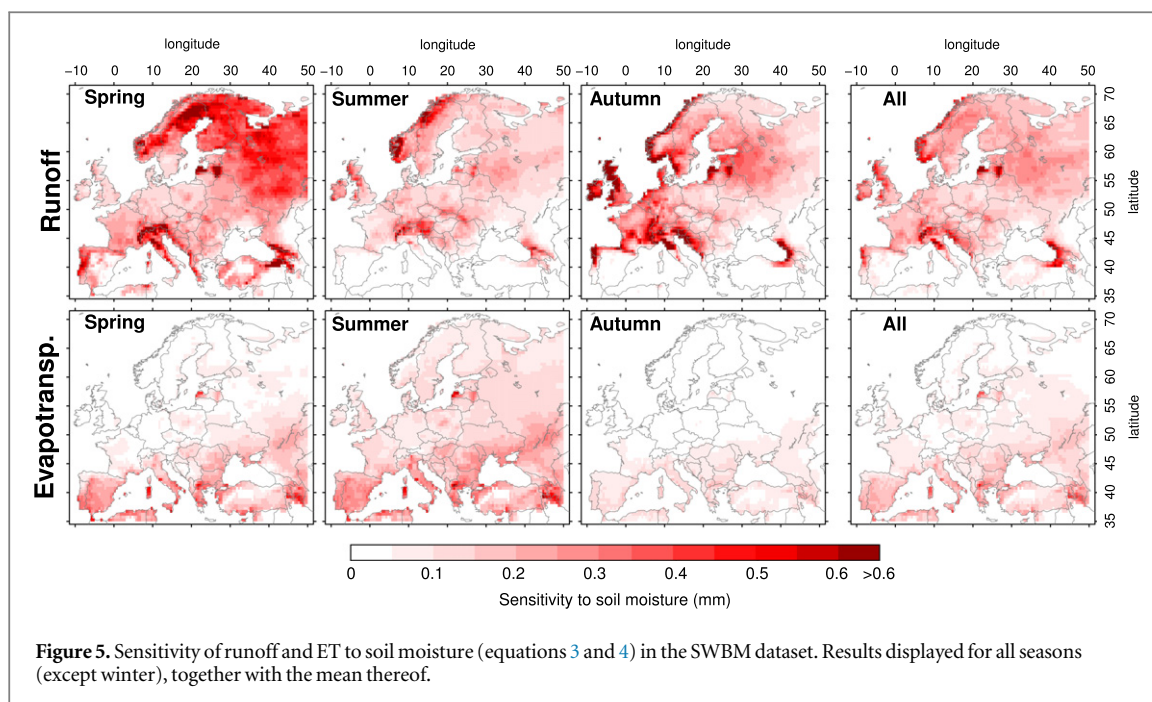 longitude longitude longitude longitude
−10 0 10 20 30 40 50 −10 0 10 20 30 40 50 −10 0 10 20 30 40 50 −10 0 10 20 30 40 50
Runoff
Spring Summer Autumn All
70
65
60
55
50
45
40
35
latitude
Evapotransp.
Spring Summer Autumn All
70
65
60
55
50
45
40
35
latitude
0 0.1 0.2 0.3 0.4 0.5 0.6 >0.6
Sensitivity to soil moisture (mm)
Figure 5. Sensitivity of runoff and ET to soil moisture (equations 3 and 4) in the SWBM dataset. Results displayed for all seasons
(except winter), together with the mean thereof.